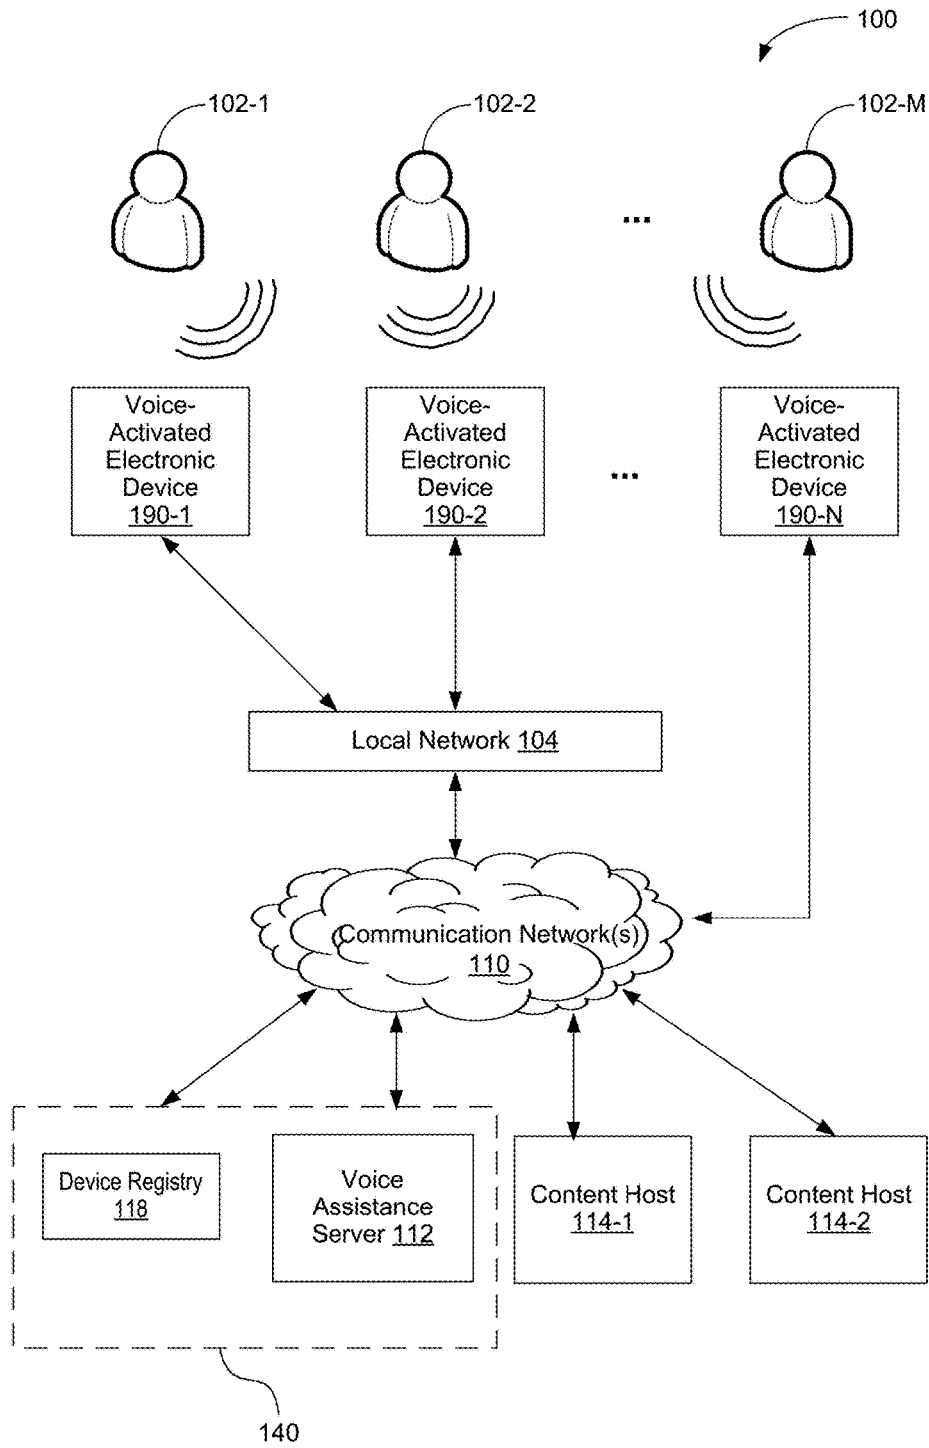 100
102-1
102-2
102-M
...
Voice-
Activated
Electronic
Device
190-1
Voice-
Activated
Electronic
Device
190-2
...
Voice-
Activated
Electronic
Device
190-N
Local Network 104
Communication Network(s)
110
Device Registry
118
Voice
Assistance
Server 112
Content Host
114-1
Content Host
114-2
140